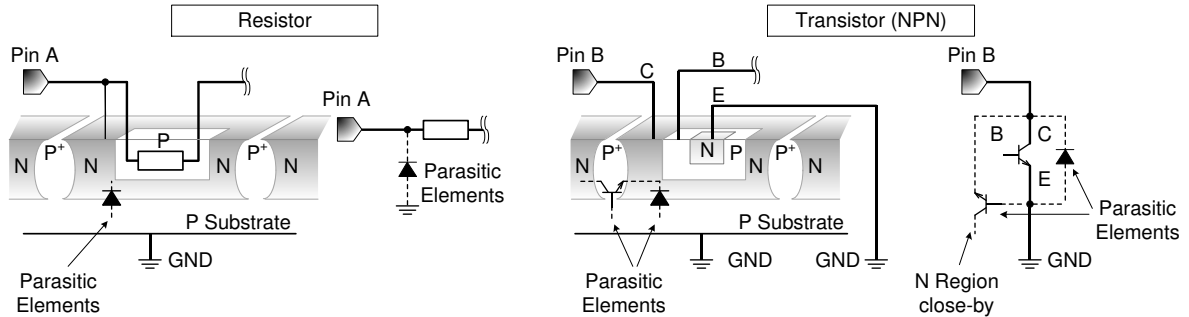 Resistor
Pin A
N
P+
N
P
N
P+
N
Parasitic
Elements
P Substrate
GND
Pin A
Parasitic
Elements
Transistor (NPN)
Pin B
C
B
E
N
P+
N
N
P
N
P+
N
P Substrate
GND
GND
Parasitic
Elements
Pin B
B
C
E
Parasitic
Elements
GND
N Region
close-by